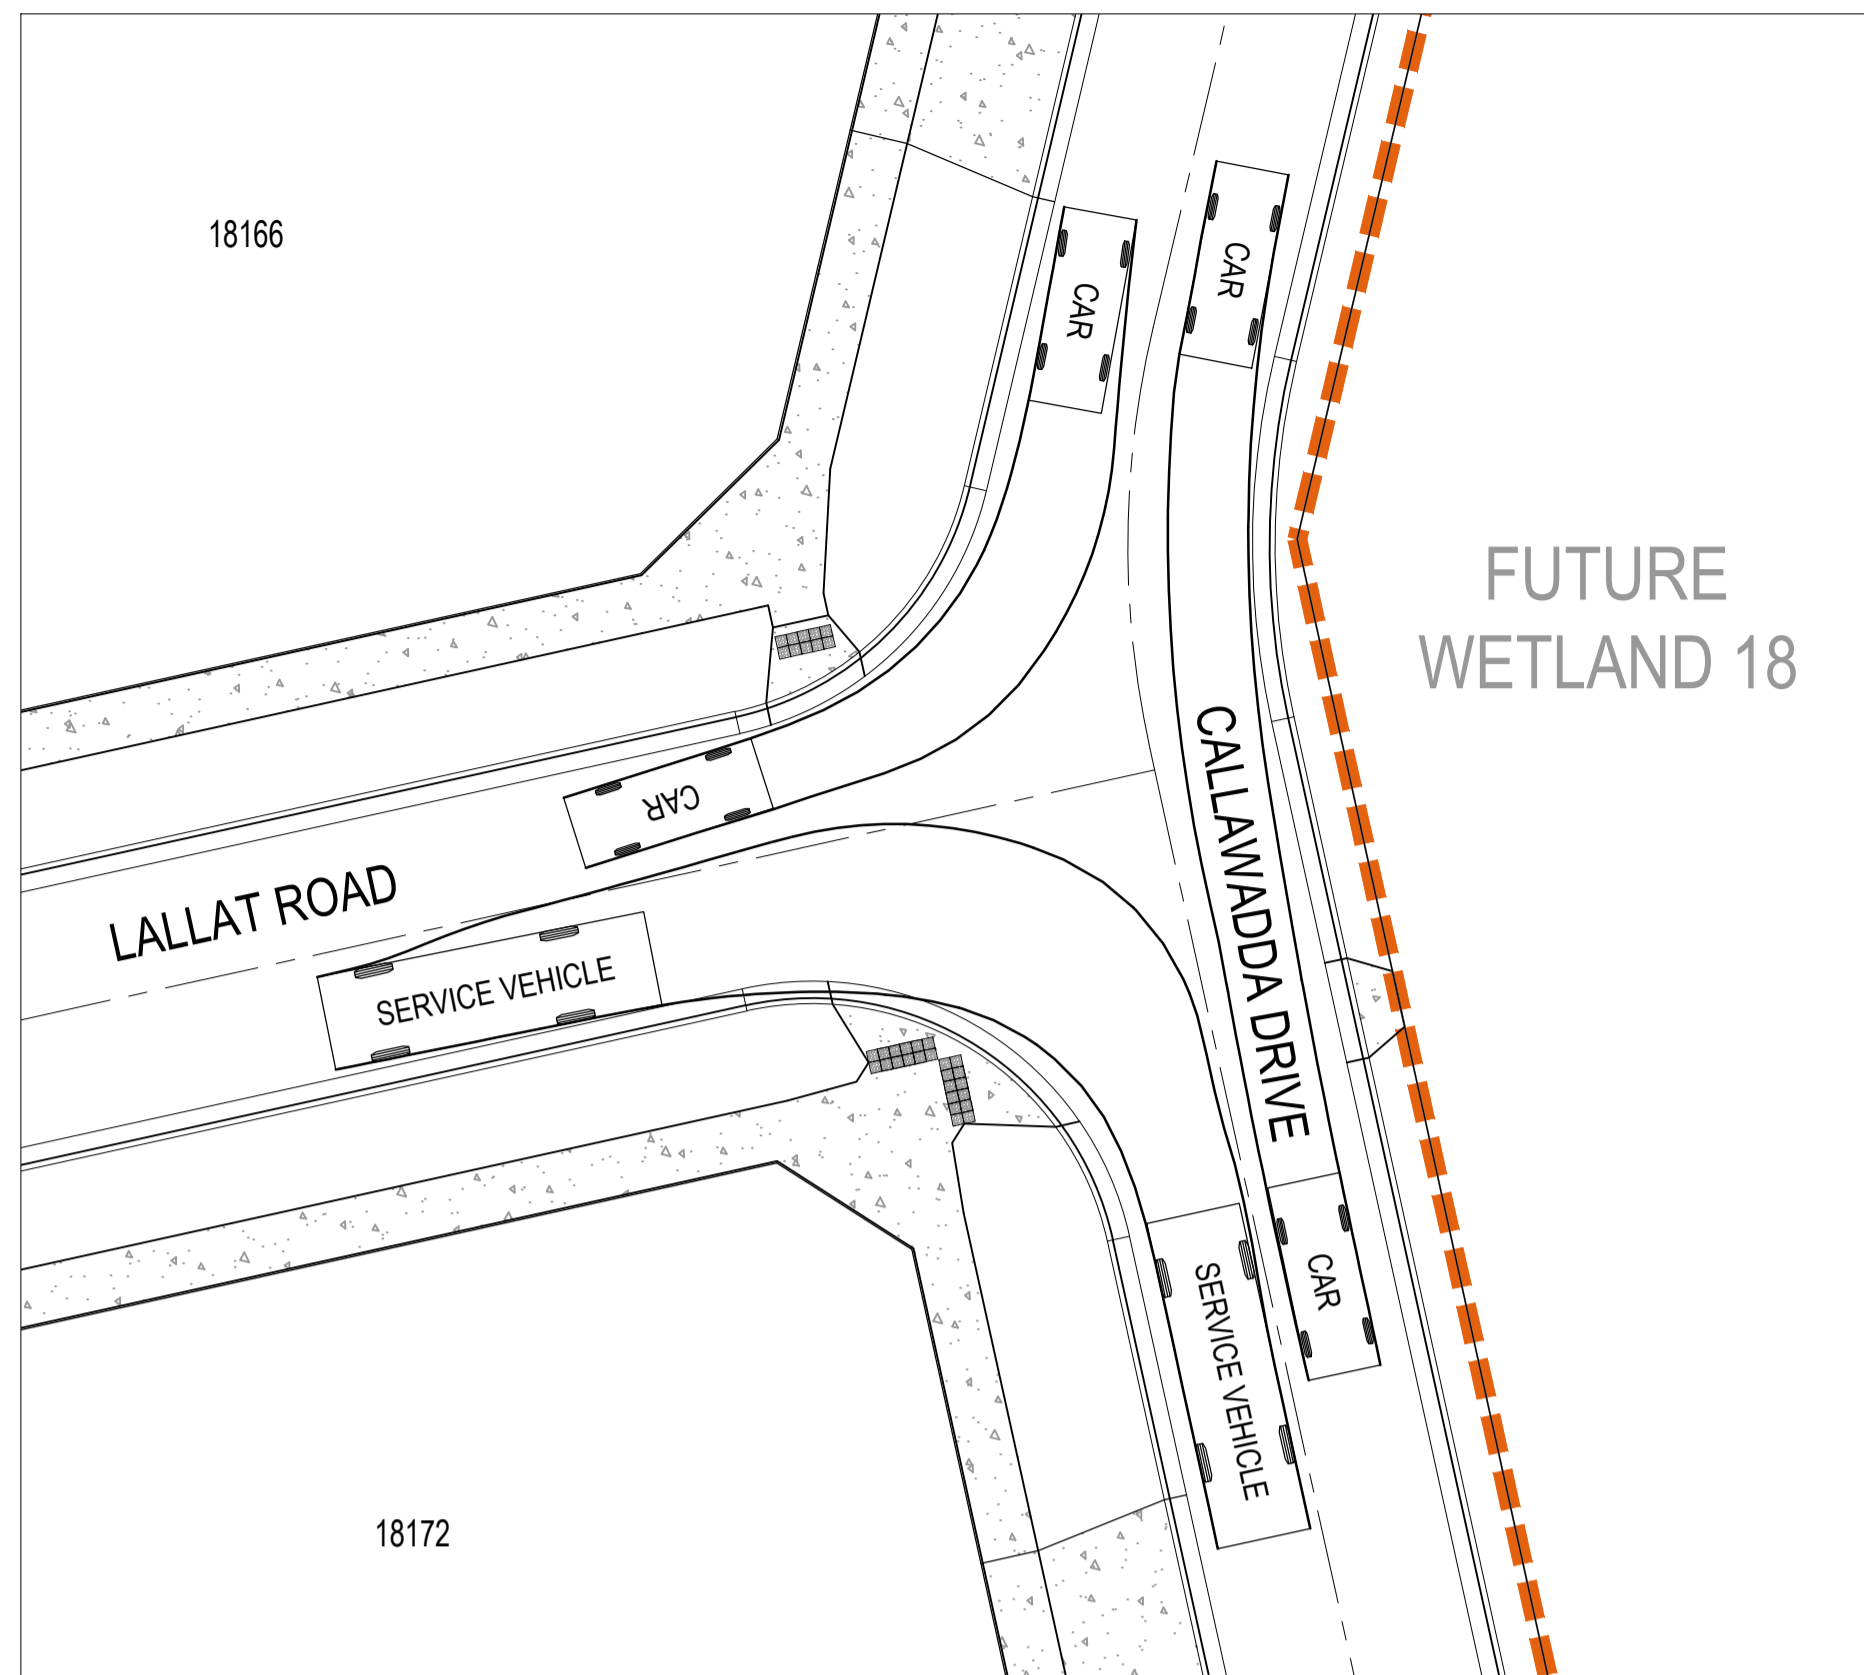 18166
CAR
CAR
FUTURE
WETLAND 18
CAR
LALLAT ROAD
SERVICE VEHICLE
CALLAWADDA DRIVE
CAR
SERVICE VEHICLE
18172